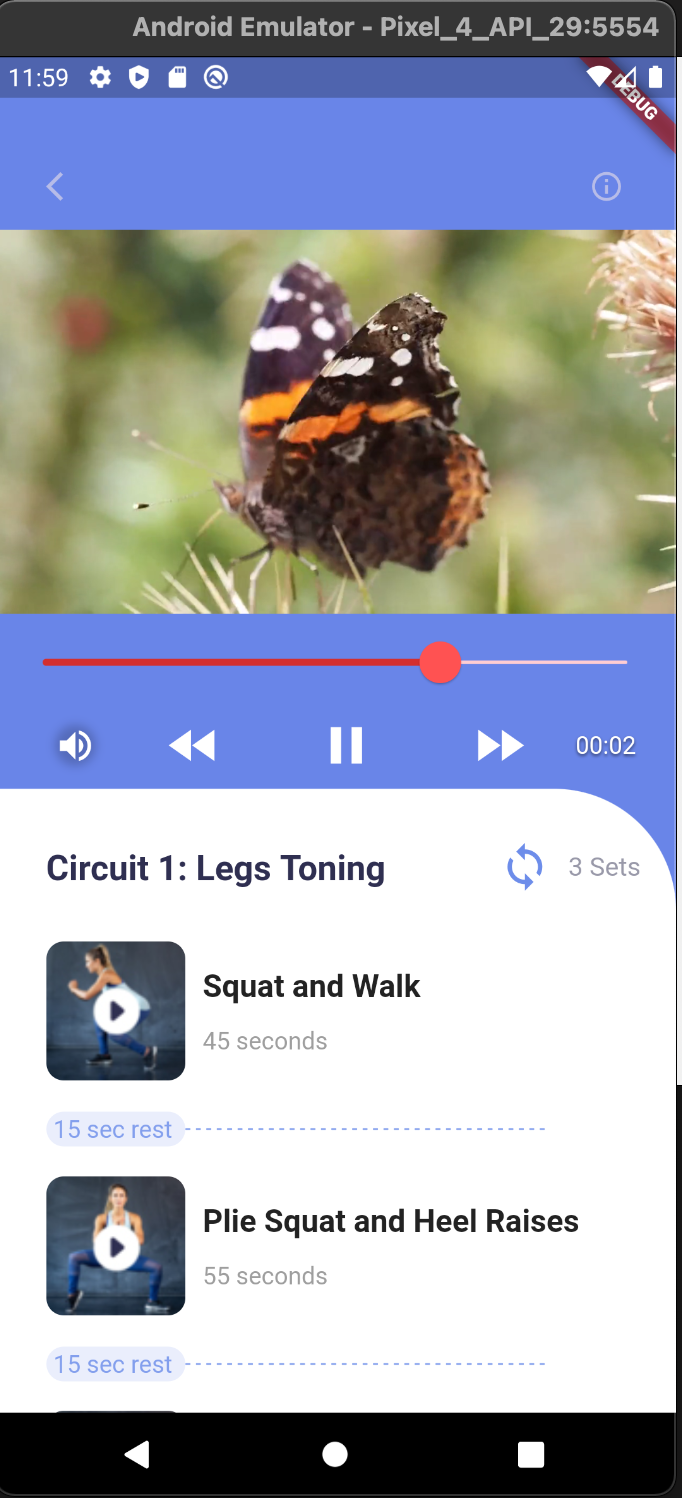 Android Emulator - Pixel_4_API_29:5554
11:59
DEBUG
00:02
Circuit 1: Legs Toning
3 Sets
Squat and Walk
45 seconds
15 sec rest
Plie Squat and Heel Raises
55 seconds
15 sec rest